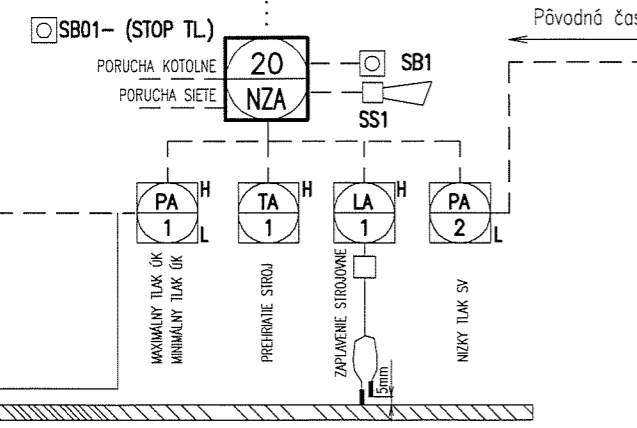 Pôvodná čas
SB01- (STOP TL.)
PORUCHA KOTOLNE
20
SB1
PORUCHA SIETE
NZA
SS1
PA
1
H
L
TA
1
H
LA
1
H
PA
2
L
MAXIMÁLNY TLAK ÚK
MINIMÁLNY TLAK ÚK
PREHRIATIE STROJ
ZAPLAVENIE STROJOVNE
NIZKY TLAK SV
5mm